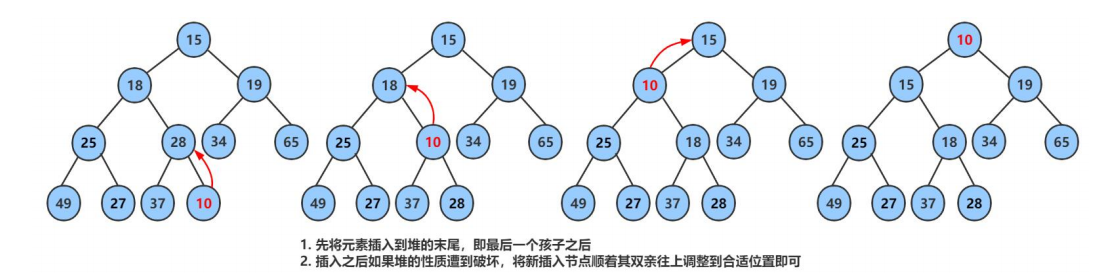 15 15 15 10
18 19 18 19 10 19 15 19
25 28 34 65 25 10 34 65 25 18 34 65 25 18 34 65
49 27 37 10 49 27 37 28 49 27 37 28 49 27 37 28
1. 先将元素插入到堆的末尾，即最后一个孩子之后
2. 插入之后如果堆的性质遭到破坏，将新插入节点顺着其双亲往上调整到合适位置即可